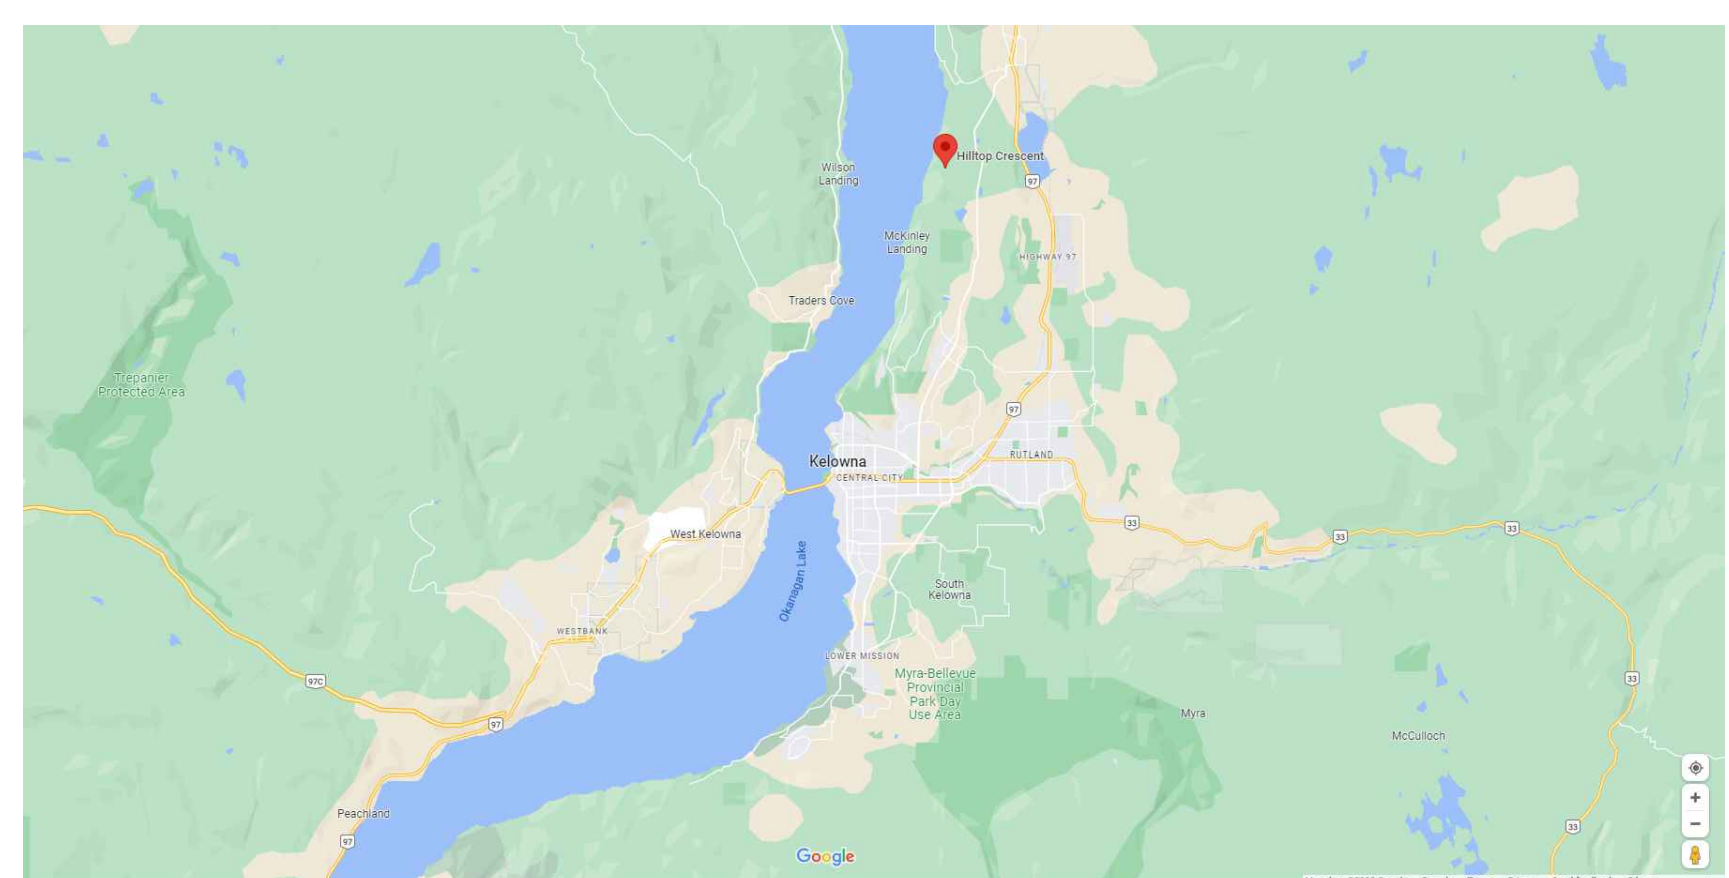 Hilltop Crescent
Wilson
Landing
97
McKinley
Landing
HIGHWAY 97
Traders Cove
Trepanier
Protected Area
97
Kelowna
RUTLAND
CENTRAL CITY
33
33
33
West Kelowna
Okanagan Lake
South
Kelowna
WESTBANK
LOWER MISSION
Myra-Bellevue
Provincial
Park Day
Use Area
97C
33
97
Myra
McCulloch
Peachland
33
97
Google